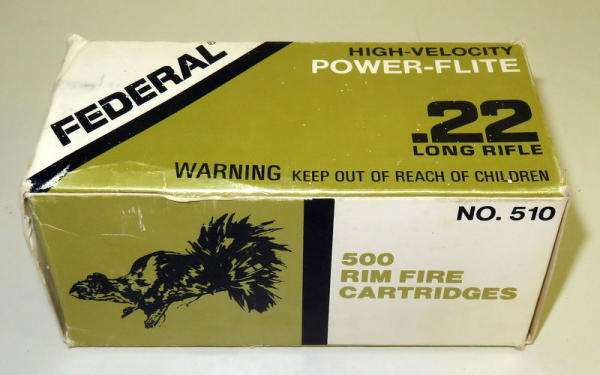 FEDERAL®
HIGH-VELOCITY
POWER-FLITE
.22
LONG RIFLE
WARNING KEEP OUT OF REACH OF CHILDREN
NO. 510
500
RIM FIRE
CARTRIDGES